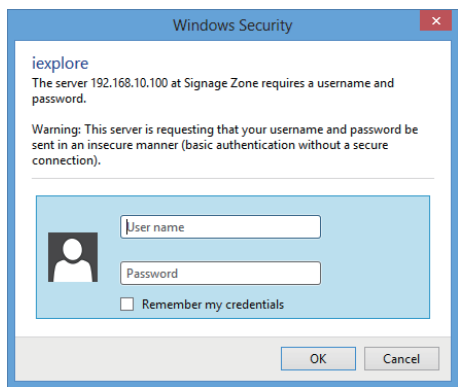 Windows Security
iexplore
The server 192.168.10.100 at Signage Zone requires a username and
password.
Warning: This server is requesting that your username and password be
sent in an insecure manner (basic authentication without a secure
connection).
User name
Password
Remember my credentials
OK Cancel